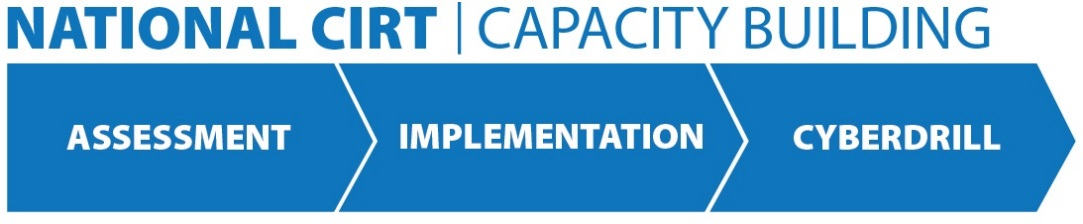 NATIONAL CIRT | CAPACITY BUILDING
ASSESSMENT
IMPLEMENTATION
CYBERDRILL